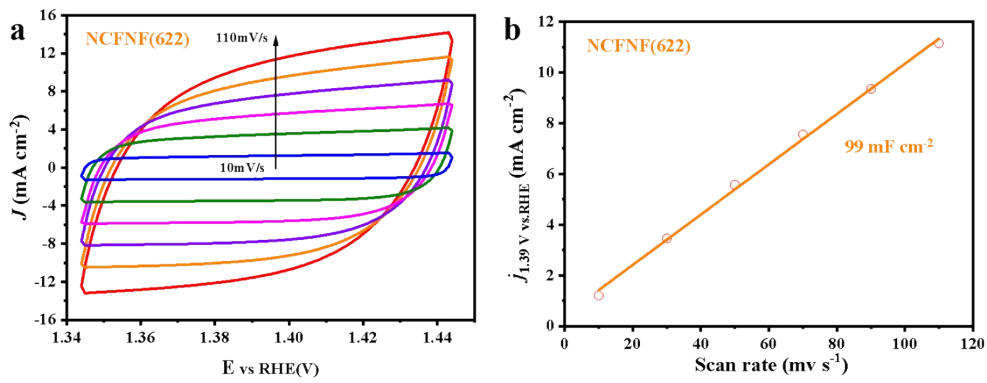 a
NCFNF(622)
110mV/s
10mV/s
16
12
8
4
0
-4
-8
-12
-16
J (mA cm-2)
1.34
1.36
1.38
1.40
1.42
1.44
E vs RHE(V)
b
NCFNF(622)
99 mF cm-2
12
10
8
6
4
2
0
j1.39 V vs.RHE (mA cm-2)
0
20
40
60
80
100
120
Scan rate (mv s-1)